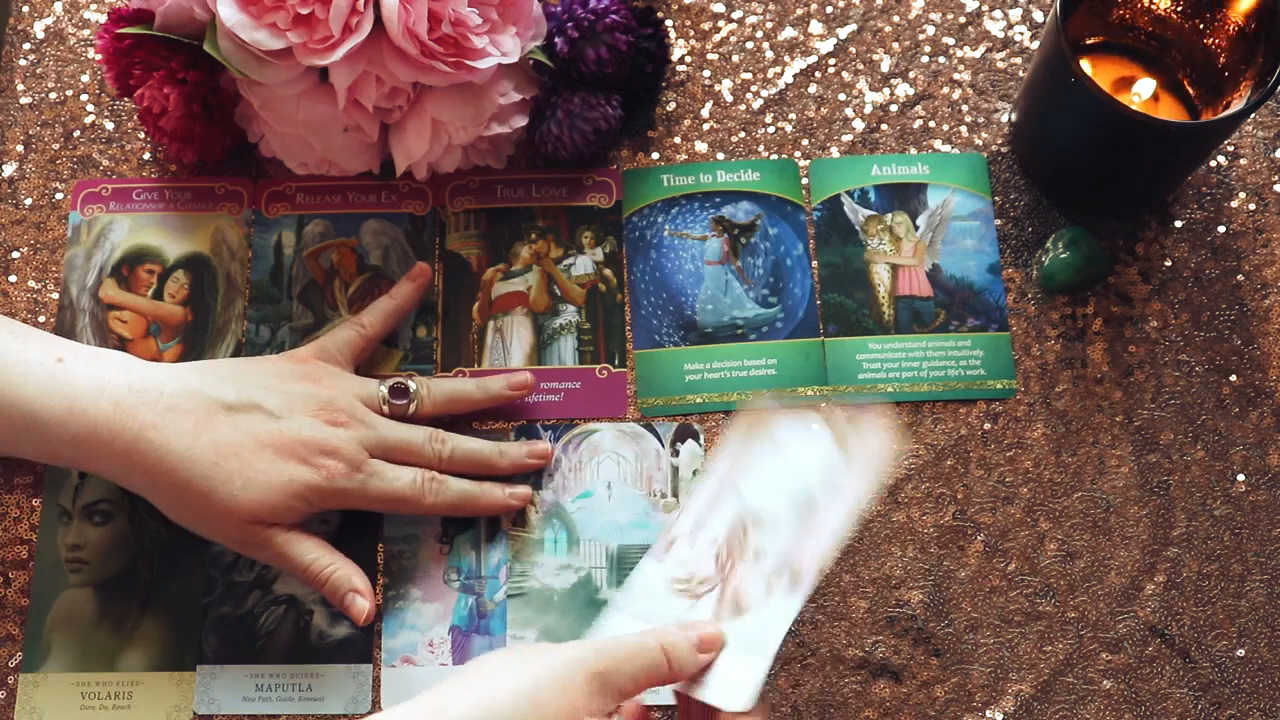 GIVE YOUR
RELATIONSHIP A CHANCE
RELEASE YOUR EX
TRUE LOVE
romance
lifetime!
Time to Decide
Make a decision based on
your heart's true desires.
Animals
You understand animals and
communicate with them intuitively.
Trust your inner guidance, as the
animals are part of your life's work.
~SHE WHO FLIES~
VOLARIS
Dare, Do, Reach
~SHE WHO GUIDES~
MAPUTLA
New Path, Guide, Renewal